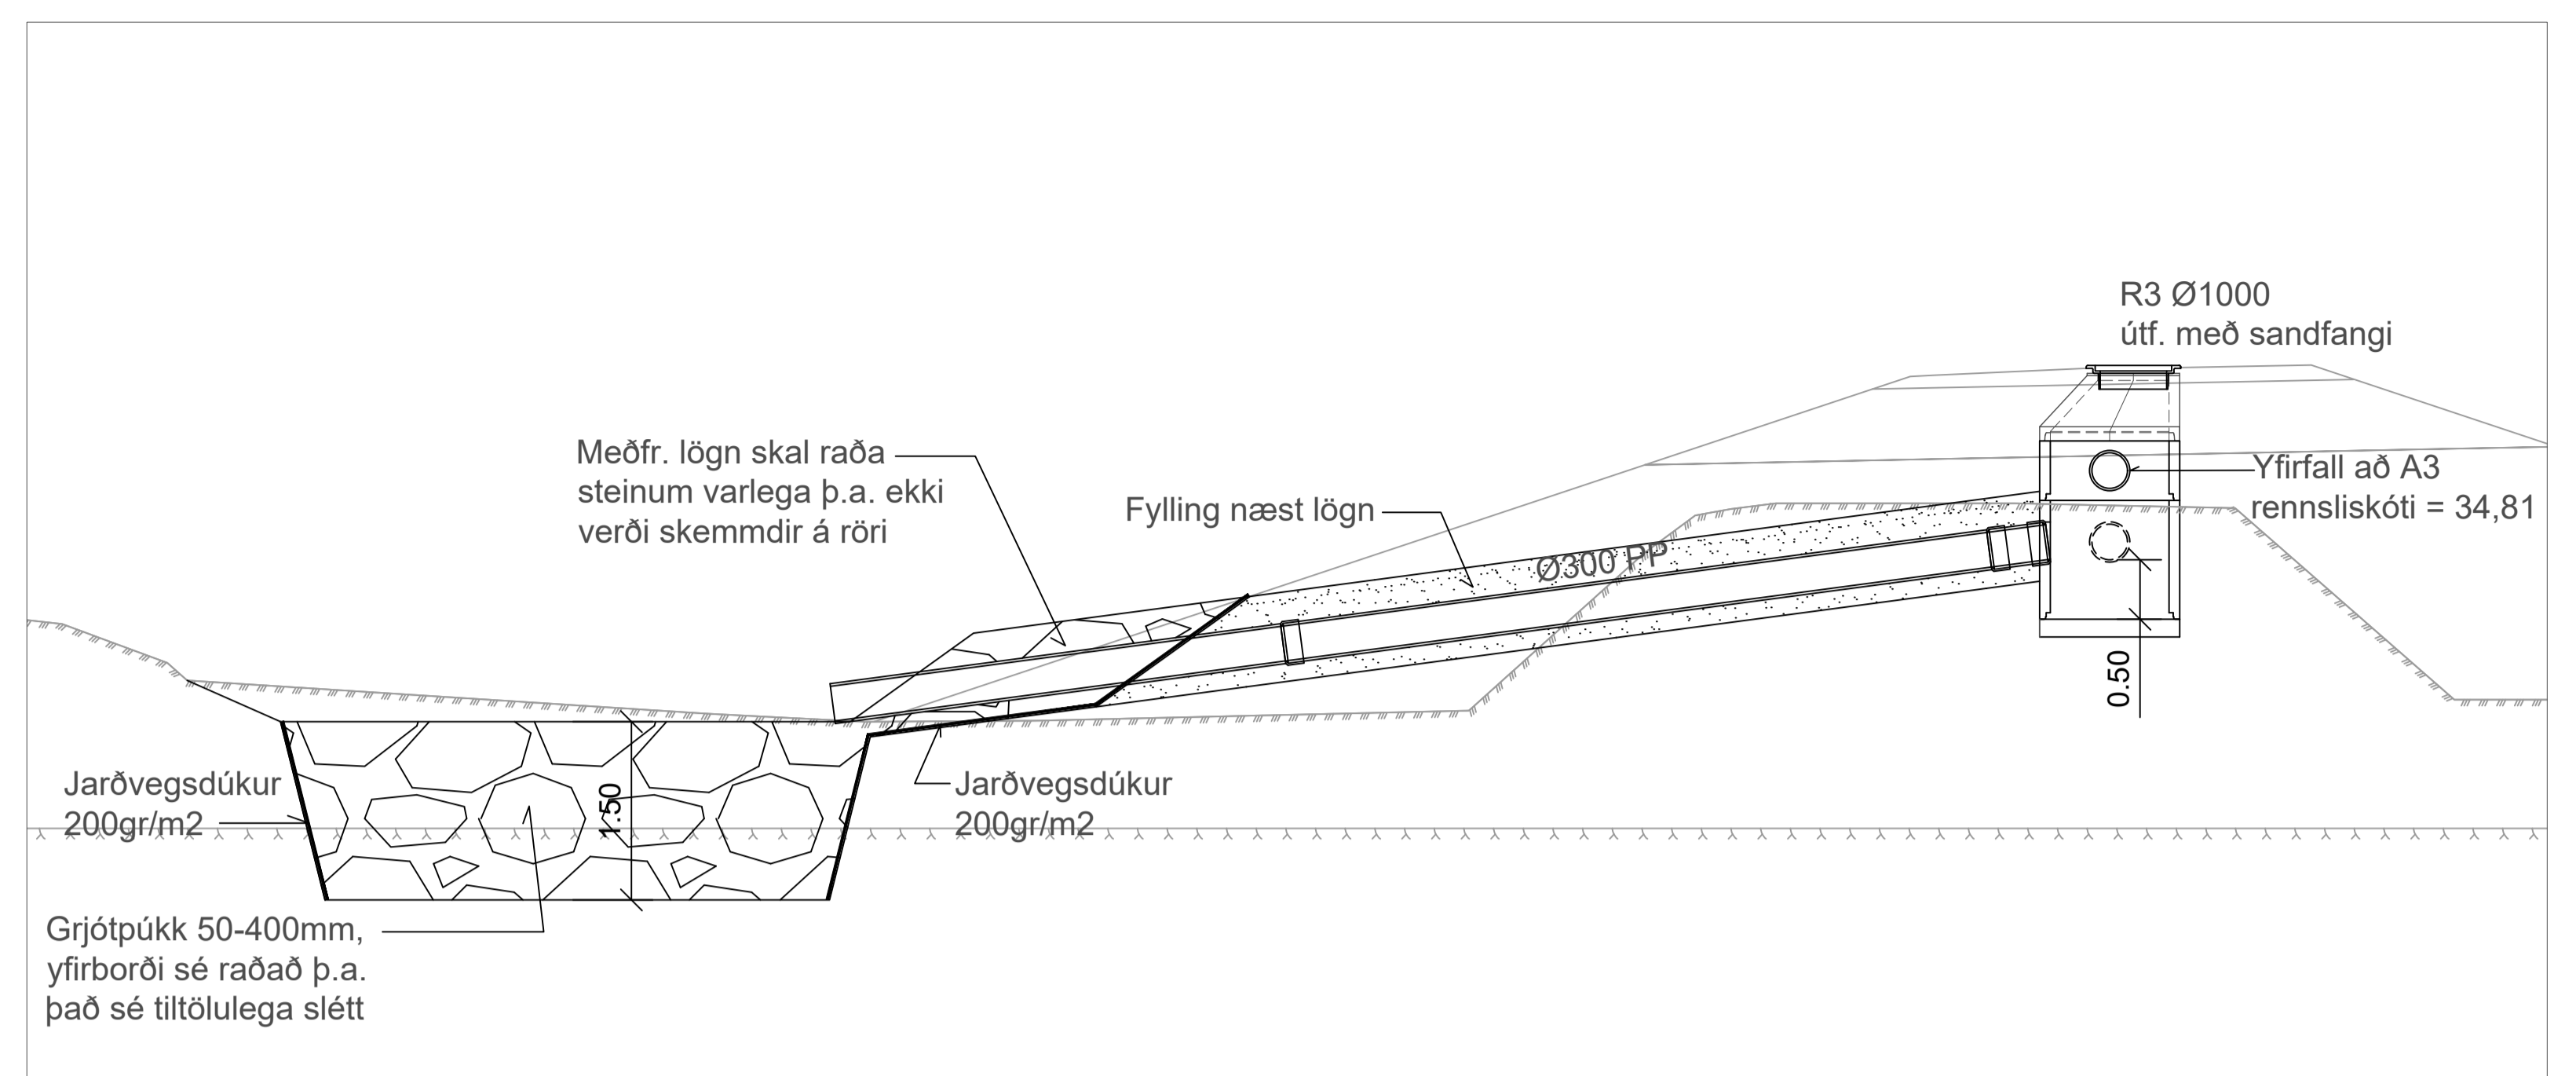 R3 Ø1000
útf. með sandfangi
Meðfr. lögn skal raða
steinum varlega þ.a. ekki
verði skemmdir á röri
Fylling næst lögn
Yfirfall að A3
rennsliskóti = 34,81
Ø300 PP
0.50
Jarðvegsdúkur
200gr/m2
1.50
Jarðvegsdúkur
200gr/m2
Grjótpúkk 50-400mm,
yfirborði sé raðað þ.a.
það sé tiltölulega slétt